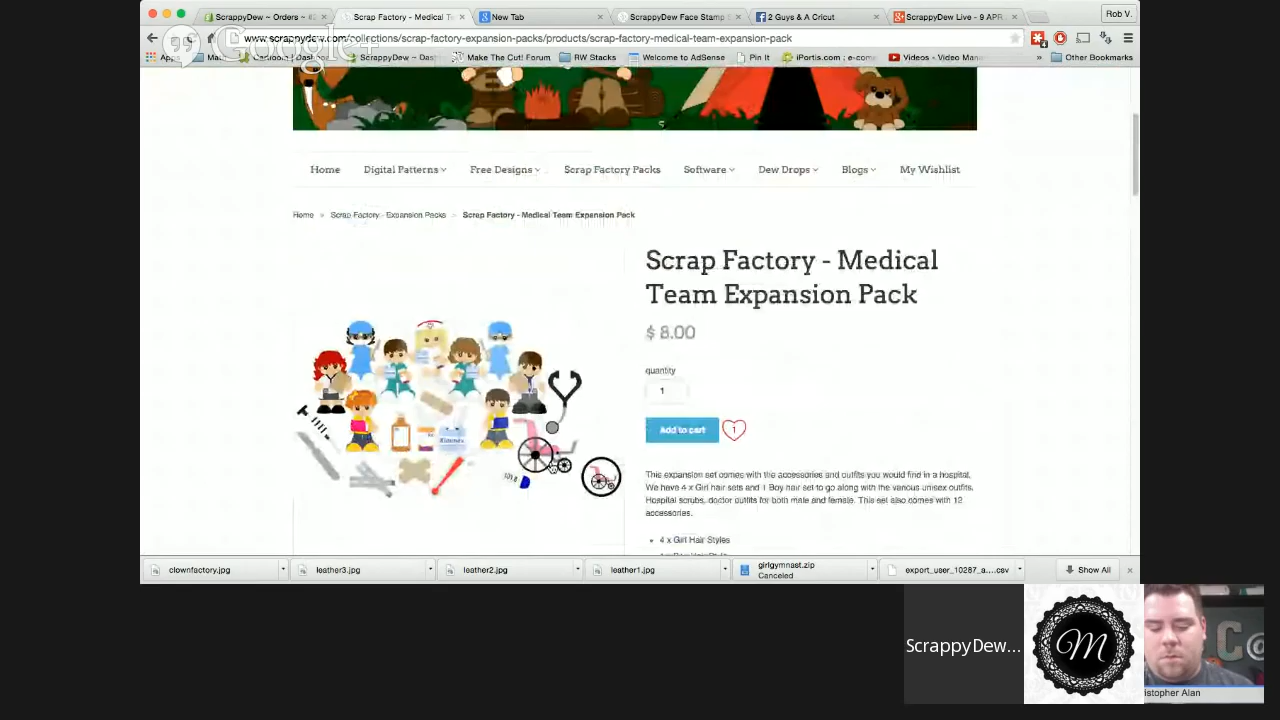 ScrappyDew ~ Orders ~
Scrap Factory - Medical Te
New Tab
ScrappyDew Face Stamp
2 Guys & A Cricut
ScrappyDew Live - 9 APR
Rob V.
Google+
www.scrappydew.com/collections/scrap-factory-expansion-packs/products/scrap-factory-medical-team-expansion-pack
Apps
ScrappyDew ~ Das
Make The Cut! Forum
RW Stacks
Welcome to AdSense
Pin It
iPortis.com : e-come
Videos - Video Man
»
Other Bookmarks
Home
Digital Patterns
Free Designs
Scrap Factory Packs
Software
Dew Drops
Blogs
My Wishlist
Home » Scrap Factory - Expansion Packs » Scrap Factory - Medical Team Expansion Pack
Scrap Factory - Medical
Team Expansion Pack
$ 8.00
quantity
1
Add to cart
1
This expansion set comes with the accessories and outfits you would find in a hospital.
We have 4 x Girl hair sets and 1 Boy hair set to go along with the various unisex outfits.
Hospital scrubs, doctor outfits for both male and female. This set also comes with 12
accessories.
• 4 x Girl Hair Styles
clownfactory.jpg
leather3.jpg
leather2.jpg
leather1.jpg
girlgymnast.zip
Canceled
export_user_10287_a....csv
Show All
ScrappyDew...
M
C@
istopher Alan